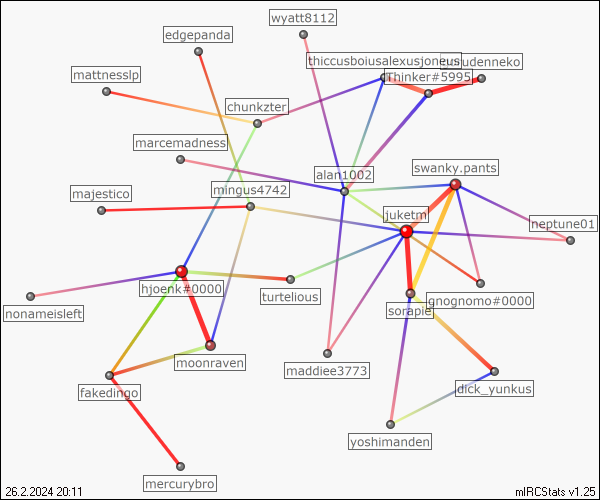 wyatt8112
edgepanda
thiccusboiusalexusjoneus
Thinker#5995
mattnesslp
chunkzter
marcemadness
alan1002
swanky.pants
majestico
mingus4742
juketm
neptune01
hjoenk#0000
turtelious
gnognomo#0000
nonameisleft
sorapie
moonraven
maddiee3773
fakedingo
dick_yunkus
yoshimanden
mercurybro
26.2.2024 20:11
mIRCStats v1.25